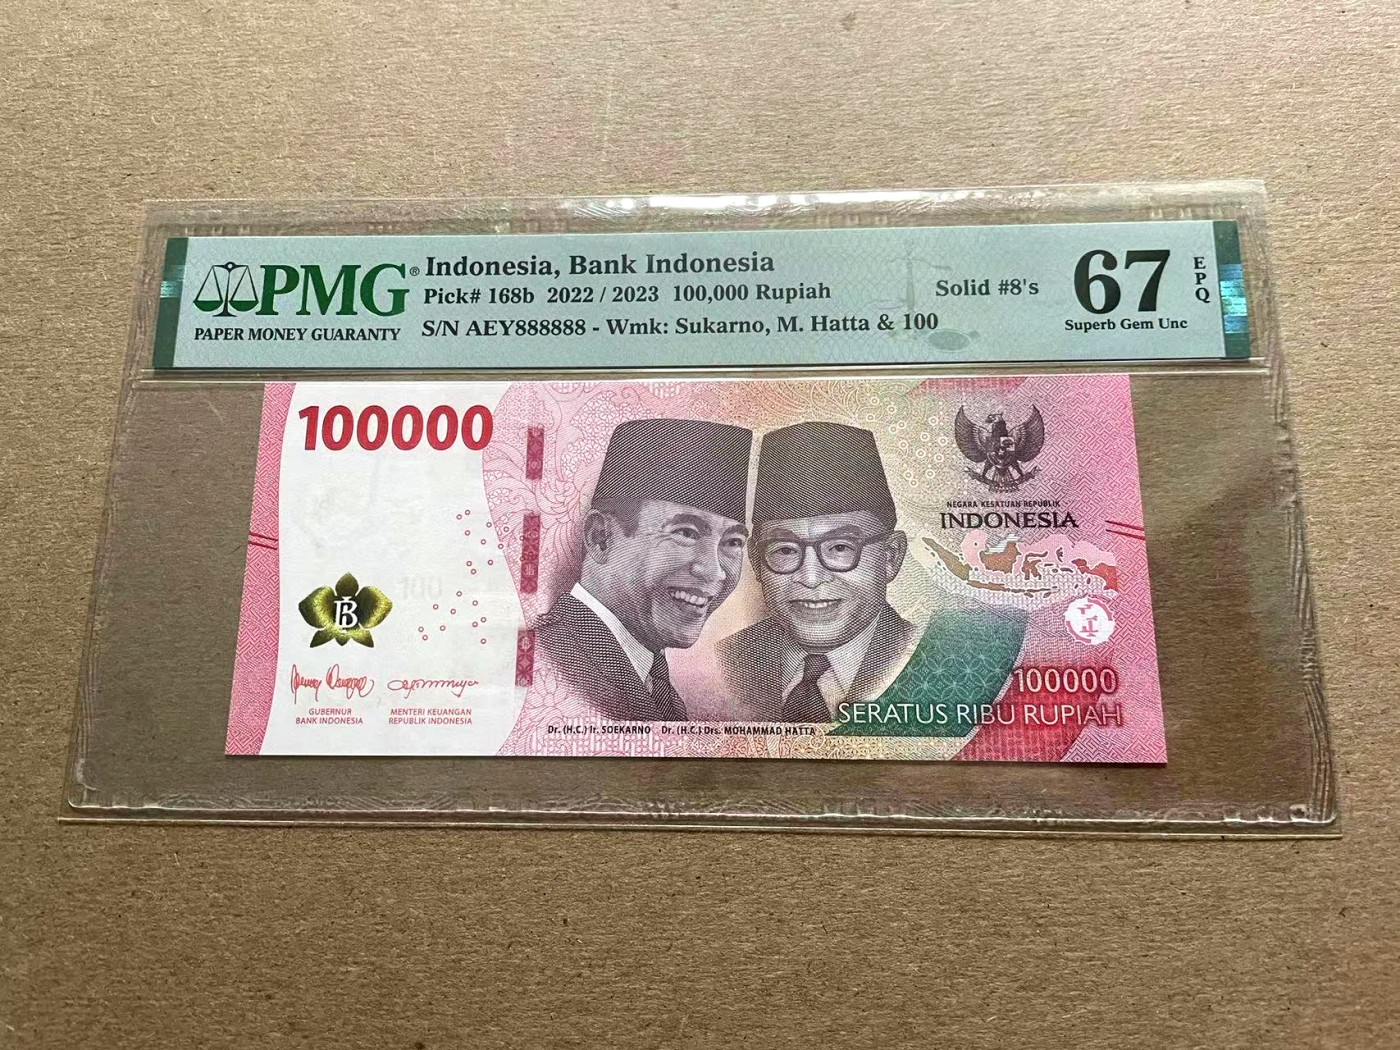 PMG®
PAPER MONEY GUARANTY
Indonesia, Bank Indonesia
Pick# 168b 2022 / 2023 100,000 Rupiah
S/N AEY888888 - Wmk: Sukarno, M. Hatta & 100
Solid #8's
67
EPQ
Superb Gem Unc
100000
NEGARA KESATUAN REPUBLIK
INDONESIA
100
GUBERNUR
BANK INDONESIA
MENTERI KEUANGAN
REPUBLIK INDONESIA
Dr. (H.C.) Ir. SOEKARNO
Dr. (H.C.) Drs. MOHAMMAD HATTA
100000
SERATUS RIBU RUPIAH